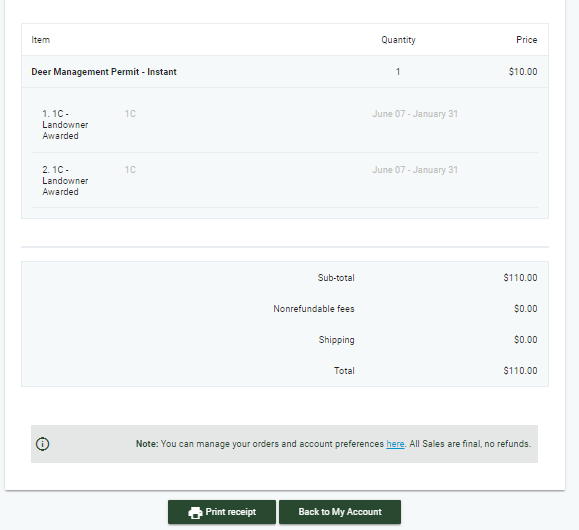 Item Quantity Price
Deer Management Permit - Instant 1 $10.00
1. 1C - 1C June 07 - January 31
Landowner
Awarded
2. 1C - 1C June 07 - January 31
Landowner
Awarded
Sub-total $110.00
Nonrefundable fees $0.00
Shipping $0.00
Total $110.00
Note: You can manage your orders and account preferences here. All Sales are final, no refunds.
Print receipt Back to My Account